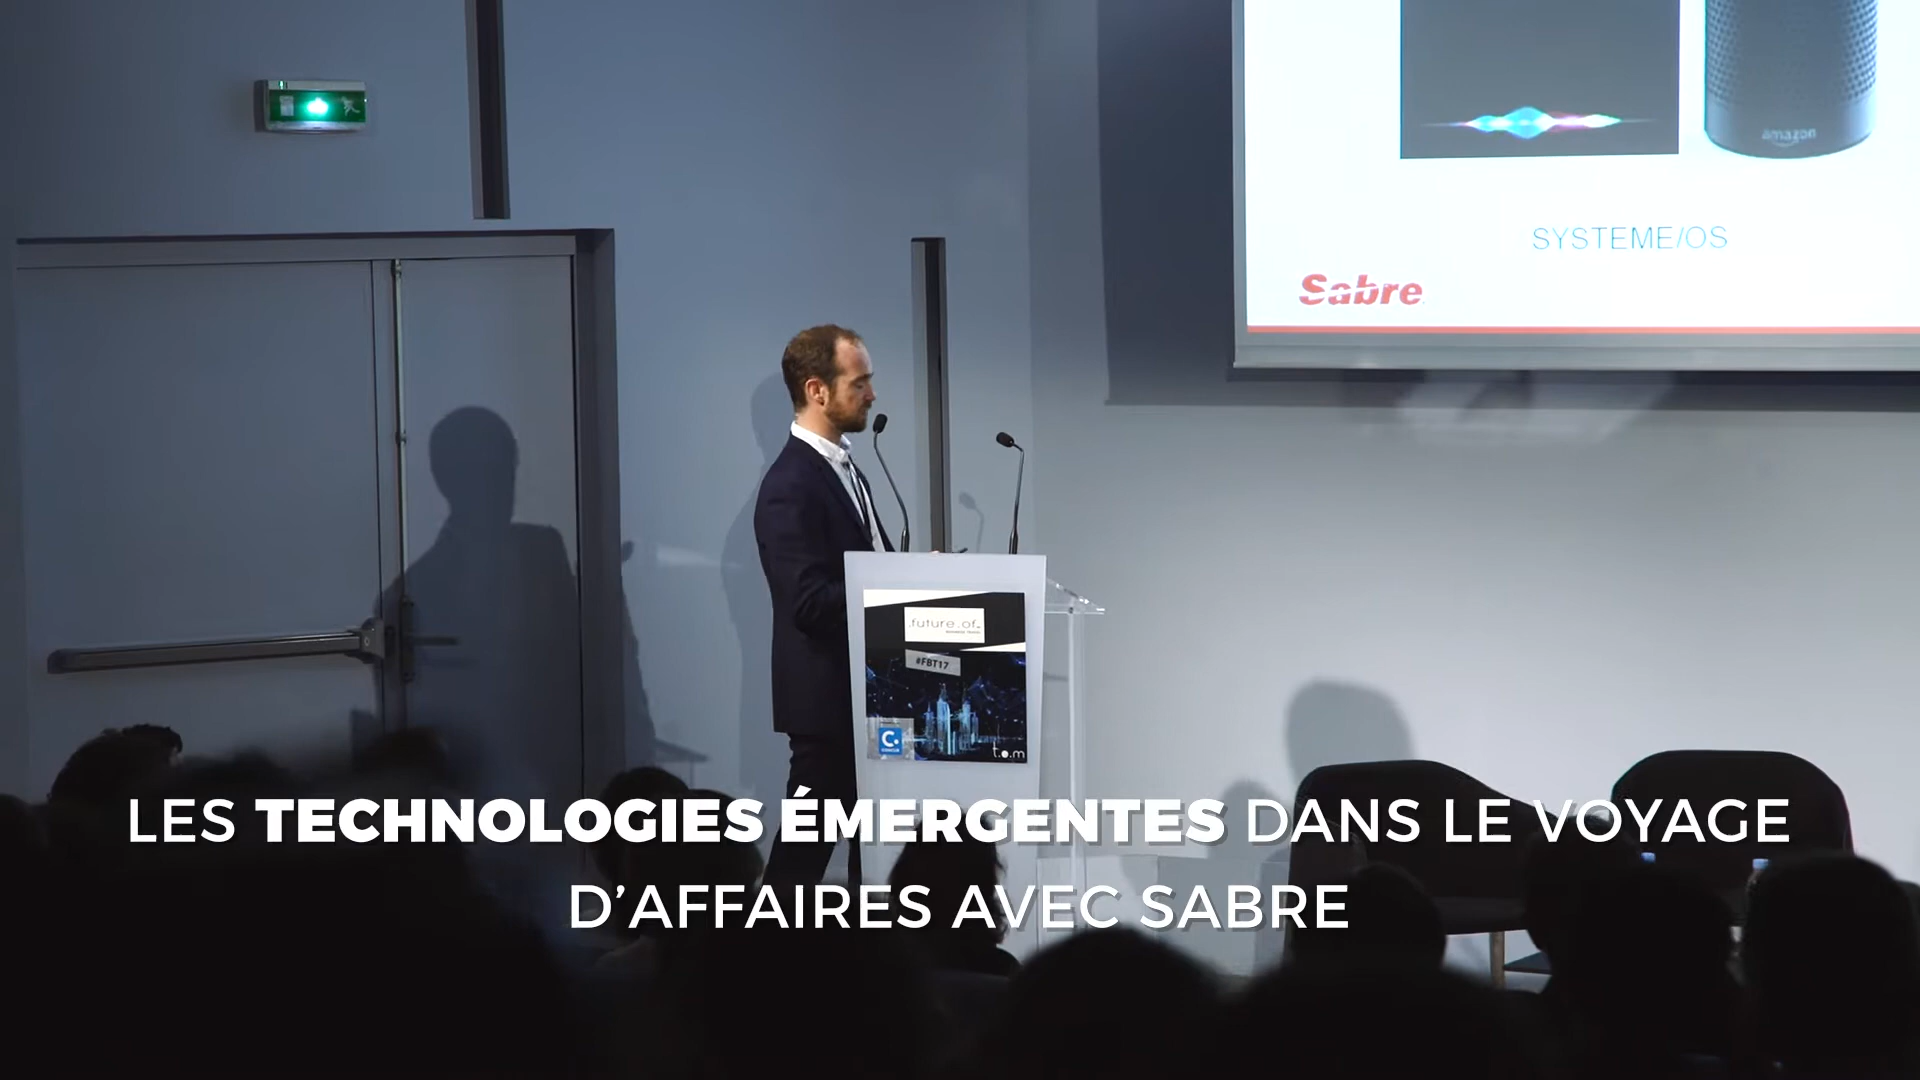 amazon
SYSTEME/OS
Sabre
.future.of.
#FBT17
C.
t.o.m
LES TECHNOLOGIES ÉMERGENTES DANS LE VOYAGE
D’AFFAIRES AVEC SABRE